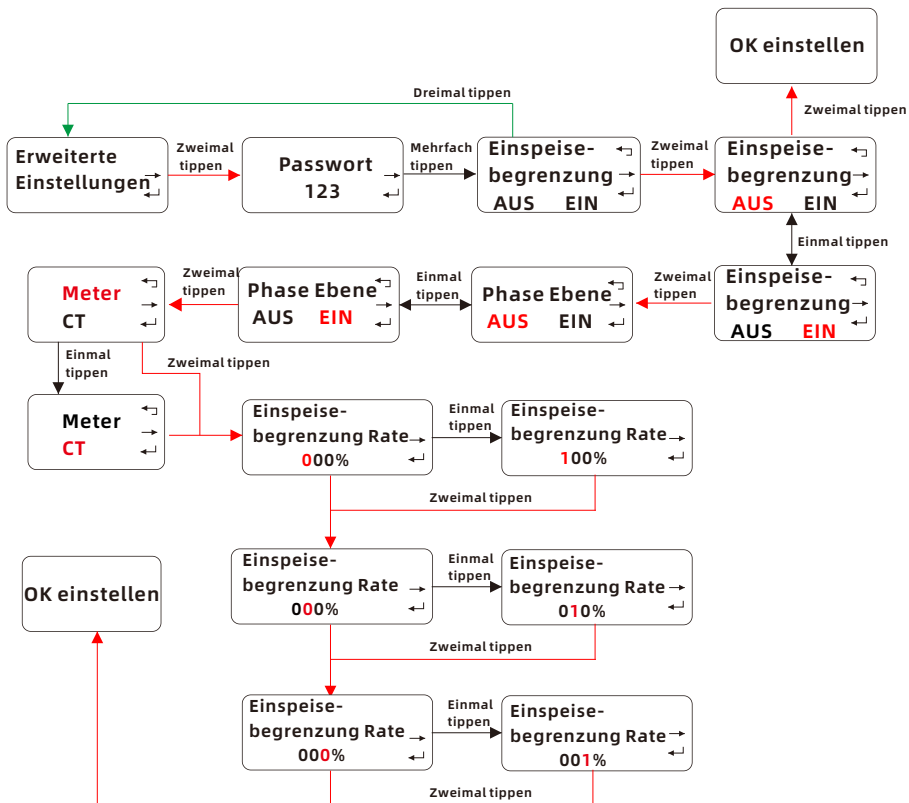 OK einstellen
Zweimal tippen
Dreimal tippen
Erweiterte
Einstellungen
Zweimal
tippen
Passwort
123
Mehrfach
tippen
Einspeise-
begrenzung
AUS EIN
Zweimal
tippen
Einspeise-
begrenzung
AUS EIN
Einmal tippen
Meter
CT
Zweimal
tippen
Phase Ebene
AUS EIN
Einmal
tippen
Phase Ebene
AUS EIN
Zweimal
tippen
Einspeise-
begrenzung
AUS EIN
Einmal
tippen
Zweimal tippen
Meter
CT
Einspeise-
begrenzung Rate
000%
Einmal
tippen
Einspeise-
begrenzung Rate
100%
Zweimal tippen
OK einstellen
Einspeise-
begrenzung Rate
000%
Einmal
tippen
Einspeise-
begrenzung Rate
010%
Zweimal tippen
Einspeise-
begrenzung Rate
000%
Einmal
tippen
Einspeise-
begrenzung Rate
001%
Zweimal tippen